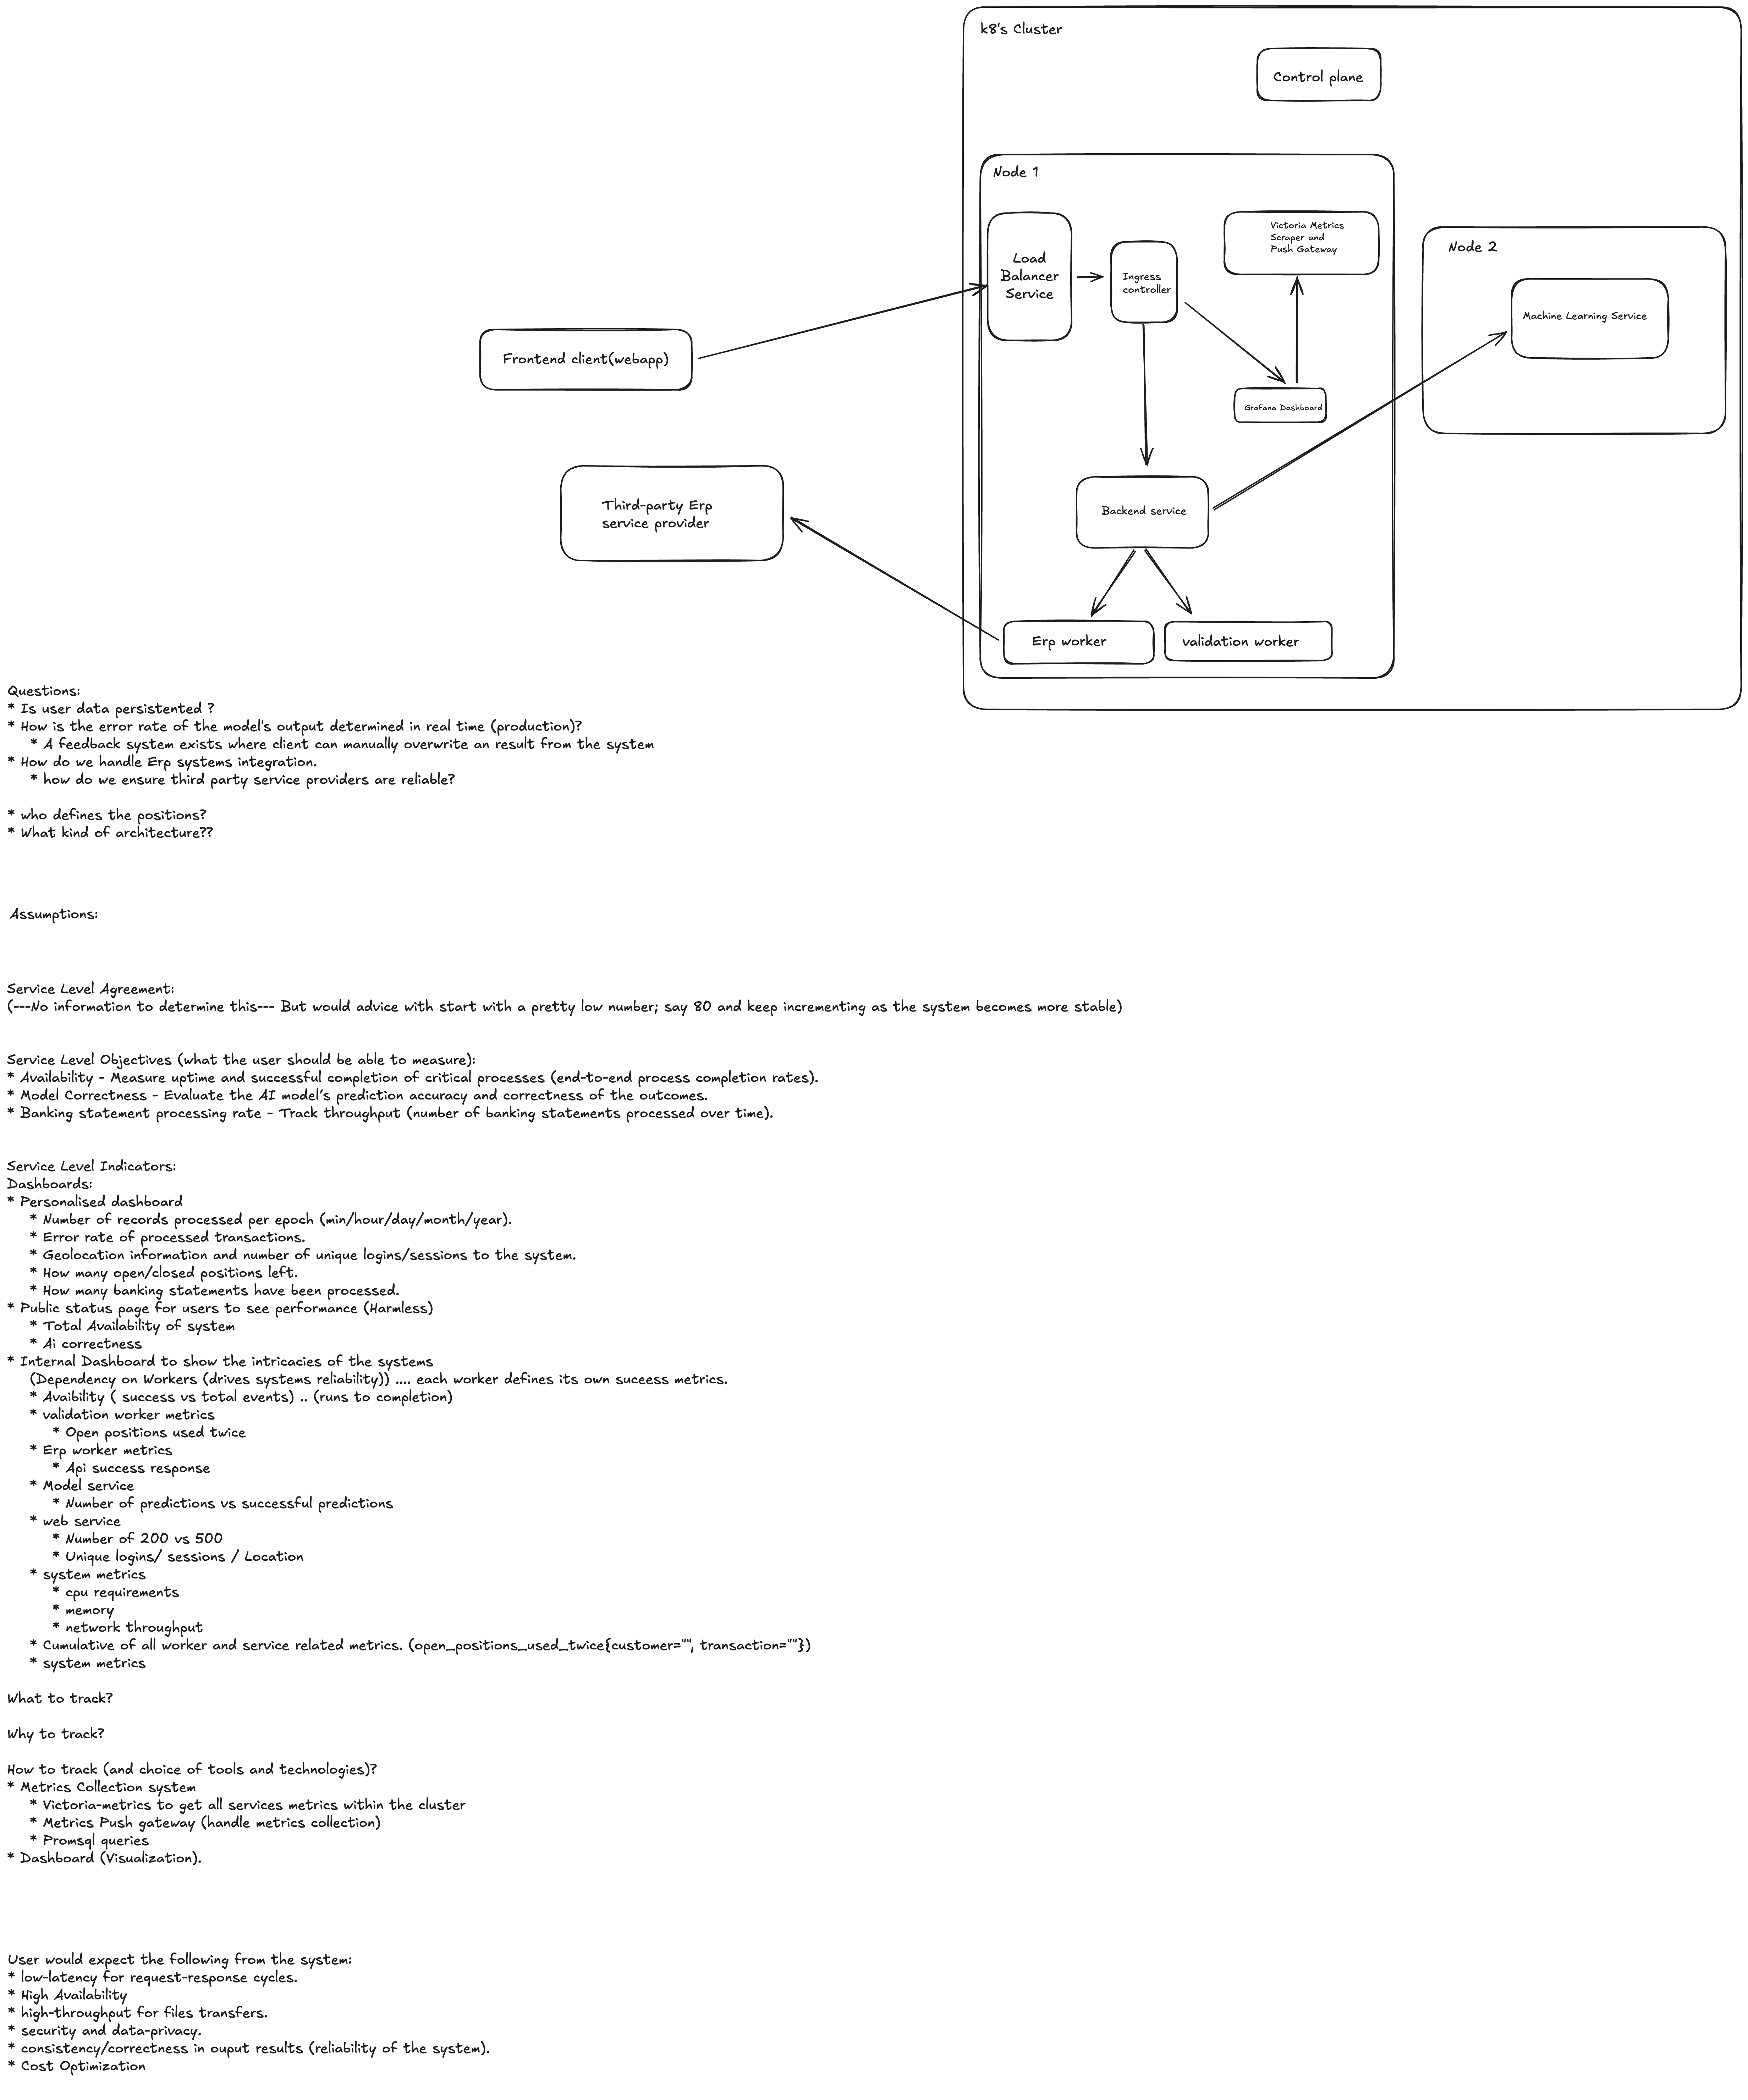 k8's Cluster
Control plane
Node 1
Load
Balancer
Service
Ingress
controller
Victoria Metrics
Scraper and
Push Gateway
Node 2
Machine Learning Service
Frontend client(webapp)
Grafana Dashboard
Third-party Erp
service provider
Backend service
Erp worker
validation worker
Questions:
* Is user data persistented ?
* How is the error rate of the model's output determined in real time (production)?
* A feedback system exists where client can manually overwrite an result from the system
* How do we handle Erp systems integration.
* how do we ensure third party service providers are reliable?
* who defines the positions?
* What kind of architecture??
Assumptions:
Service Level Agreement:
(---No information to determine this--- But would advice with start with a pretty low number; say 80 and keep incrementing as the system becomes more stable)
Service Level Objectives (what the user should be able to measure):
* Availability - Measure uptime and successful completion of critical processes (end-to-end process completion rates).
* Model Correctness - Evaluate the AI model's prediction accuracy and correctness of the outcomes.
* Banking statement processing rate - Track throughput (number of banking statements processed over time).
Service Level Indicators:
Dashboards:
* Personalised dashboard
* Number of records processed per epoch (min/hour/day/month/year).
* Error rate of processed transactions.
* Geolocation information and number of unique logins/sessions to the system.
* How many open/closed positions left.
* How many banking statements have been processed.
* Public status page for users to see performance (Harmless)
* Total Availability of system
* Ai correctness
* Internal Dashboard to show the intricacies of the systems
(Dependency on Workers (drives systems reliability)) .... each worker defines its own suceess metrics.
* Avaibility ( success vs total events) .. (runs to completion)
* validation worker metrics
* Open positions used twice
* Erp worker metrics
* Api success response
* Model service
* Number of predictions vs successful predictions
* web service
* Number of 200 vs 500
* Unique logins/ sessions / Location
* system metrics
* cpu requirements
* memory
* network throughput
* Cumulative of all worker and service related metrics. (open_positions_used_twice{customer="", transaction=""})
* system metrics
What to track?
Why to track?
How to track (and choice of tools and technologies)?
* Metrics Collection system
* Victoria-metrics to get all services metrics within the cluster
* Metrics Push gateway (handle metrics collection)
* Promsql queries
* Dashboard (Visualization).
User would expect the following from the system:
* low-latency for request-response cycles.
* High Availability
* high-throughput for files transfers.
* security and data-privacy.
* consistency/correctness in ouput results (reliability of the system).
* Cost Optimization